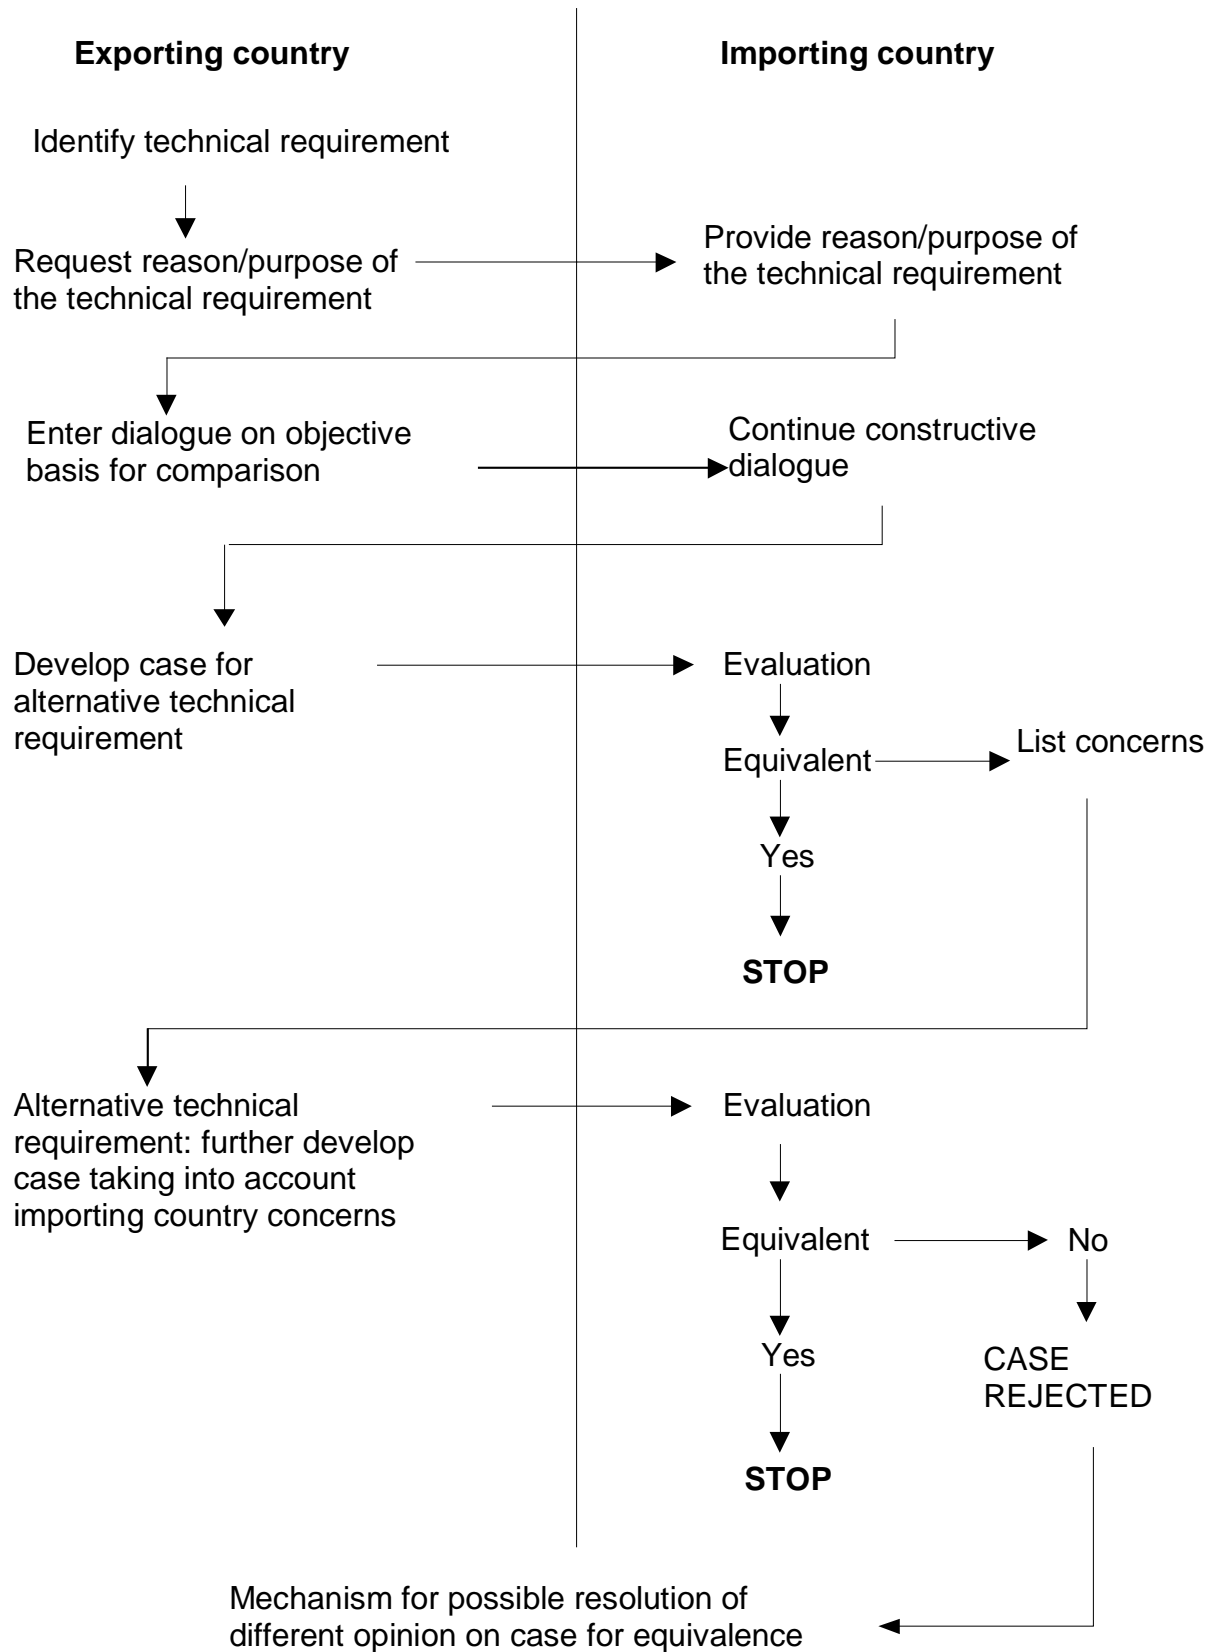 Exporting country
Importing country
Identify technical requirement
Request reason/purpose of
the technical requirement
Provide reason/purpose of
the technical requirement
Enter dialogue on objective
basis for comparison
Continue constructive
dialogue
Develop case for
alternative technical
requirement
Evaluation
Equivalent
List concerns
Yes
STOP
Alternative technical
requirement: further develop
case taking into account
importing country concerns
Evaluation
Equivalent
No
Yes
CASE
REJECTED
STOP
Mechanism for possible resolution of
different opinion on case for equivalence